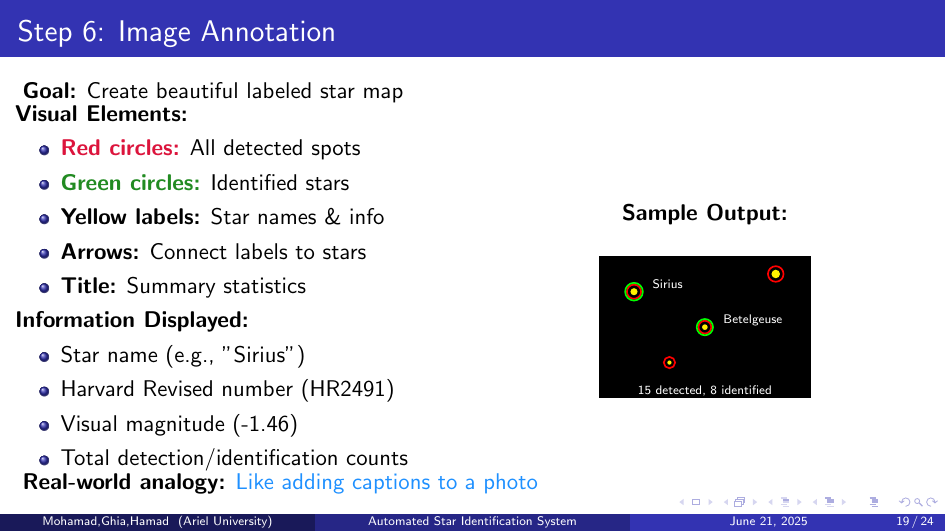 Step 6: Image Annotation
Goal: Create beautiful labeled star map
Visual Elements:
Red circles: All detected spots
Green circles: Identified stars
Yellow labels: Star names & info
Arrows: Connect labels to stars
Title: Summary statistics
Information Displayed:
Star name (e.g., ”Sirius”)
Harvard Revised number (HR2491)
Visual magnitude (-1.46)
Total detection/identification counts
Real-world analogy: Like adding captions to a photo
Sample Output:
Sirius
Betelgeuse
15 detected, 8 identified
Mohamad,Ghia,Hamad (Ariel University)
Automated Star Identification System
June 21, 2025
19 / 24